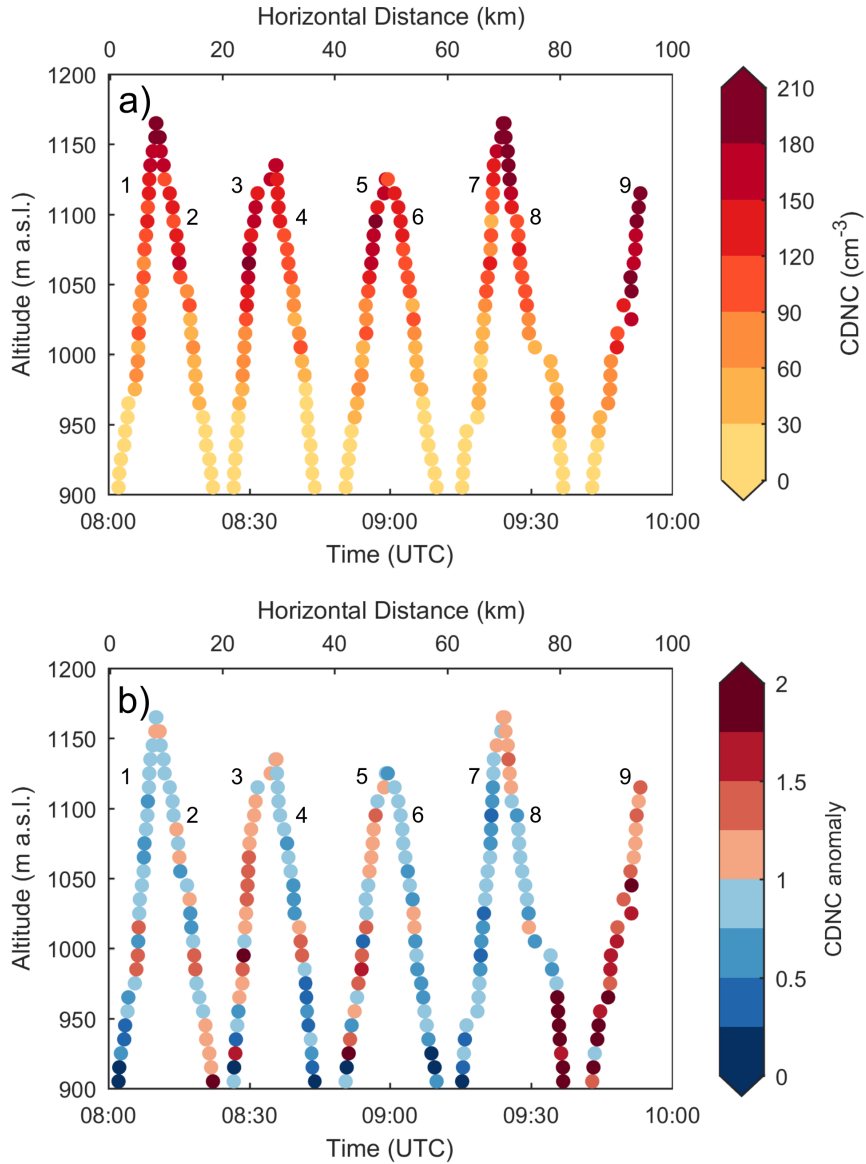 Horizontal Distance (km)
0 20 40 60 80 100
a)
1200
1150
1100
1050
1000
950
900
Altitude (m a.s.l.)
1 2 3 4 5 6 7 8 9
08:00 08:30 09:00 09:30 10:00
Time (UTC)
210
180
150
120
90
60
30
0
CDNC (cm⁻³)
Horizontal Distance (km)
0 20 40 60 80 100
b)
1200
1150
1100
1050
1000
950
900
Altitude (m a.s.l.)
1 2 3 4 5 6 7 8 9
08:00 08:30 09:00 09:30 10:00
Time (UTC)
2
1.5
1
0.5
0
CDNC anomaly